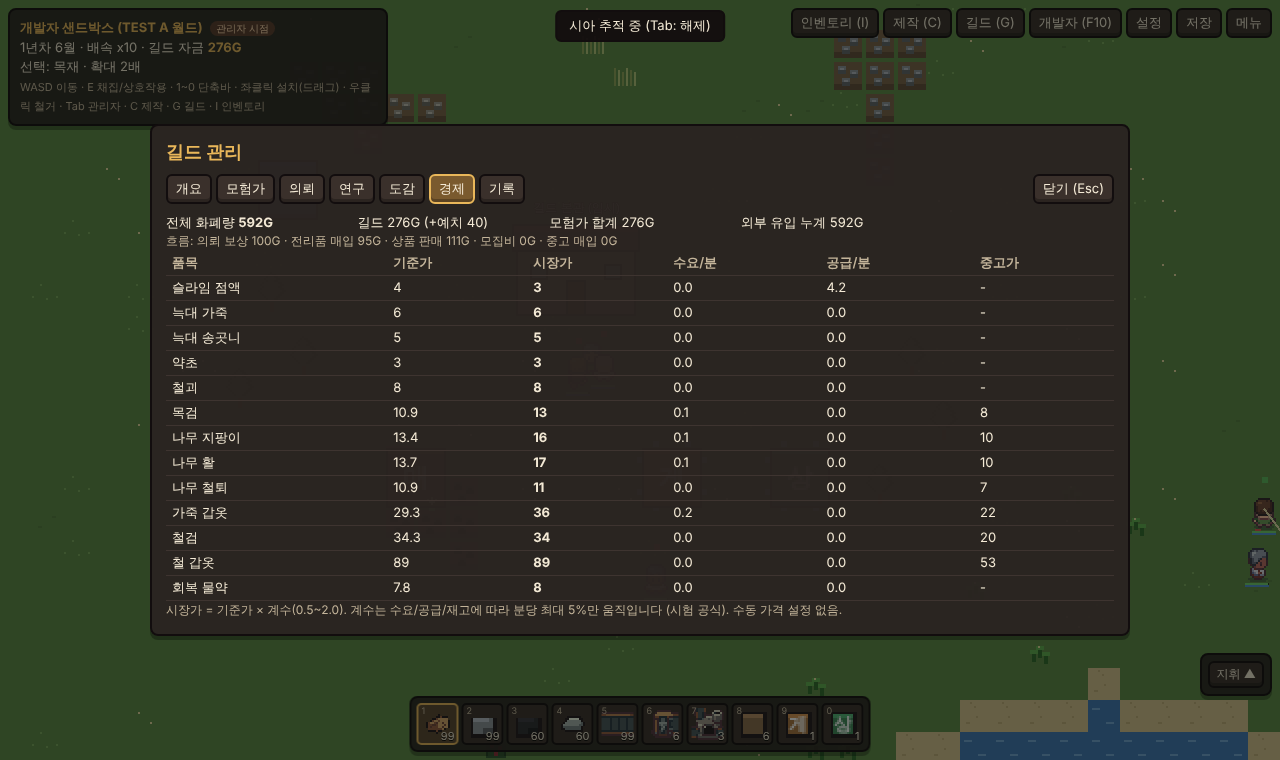 개발자 샌드박스 (TEST A 월드) 관리자 시점
1년차 6월 · 배속 x10 · 길드 자금 276G
선택: 목재 · 확대 2배
WASD 이동 · E 채집/상호작용 · 1~0 단축바 · 좌클릭 설치(드래그) · 우클
릭 철거 · Tab 관리자 · C 제작 · G 길드 · I 인벤토리
시아 추적 중 (Tab: 해제)
인벤토리 (I) 제작 (C) 길드 (G) 개발자 (F10) 설정 저장 메뉴
길드 관리
개요 모험가 의뢰 연구 도감 경제 기록 닫기 (Esc)
전체 화폐량 592G 길드 276G (+예치 40) 모험가 합계 276G 외부 유입 누계 592G
흐름: 의뢰 보상 100G · 전리품 매입 95G · 상품 판매 111G · 모집비 0G · 중고 매입 0G
품목 기준가 시장가 수요/분 공급/분 중고가
슬라임 점액 4 3 0.0 4.2 -
늑대 가죽 6 6 0.0 0.0 -
늑대 송곳니 5 5 0.0 0.0 -
약초 3 3 0.0 0.0 -
철괴 8 8 0.0 0.0 -
목검 10.9 13 0.1 0.0 8
나무 지팡이 13.4 16 0.1 0.0 10
나무 활 13.7 17 0.1 0.0 10
나무 철퇴 10.9 11 0.0 0.0 7
가죽 갑옷 29.3 36 0.2 0.0 22
철검 34.3 34 0.0 0.0 20
철 갑옷 89 89 0.0 0.0 53
회복 물약 7.8 8 0.0 0.0 -
시장가 = 기준가 × 계수(0.5~2.0). 계수는 수요/공급/재고에 따라 분당 최대 5%만 움직입니다 (시험 공식). 수동 가격 설정 없음.
지휘 ▲
1 2 3 4 5 6 7 8 9 0
계 상
99 99 60 60 99 6 3 6 1 1